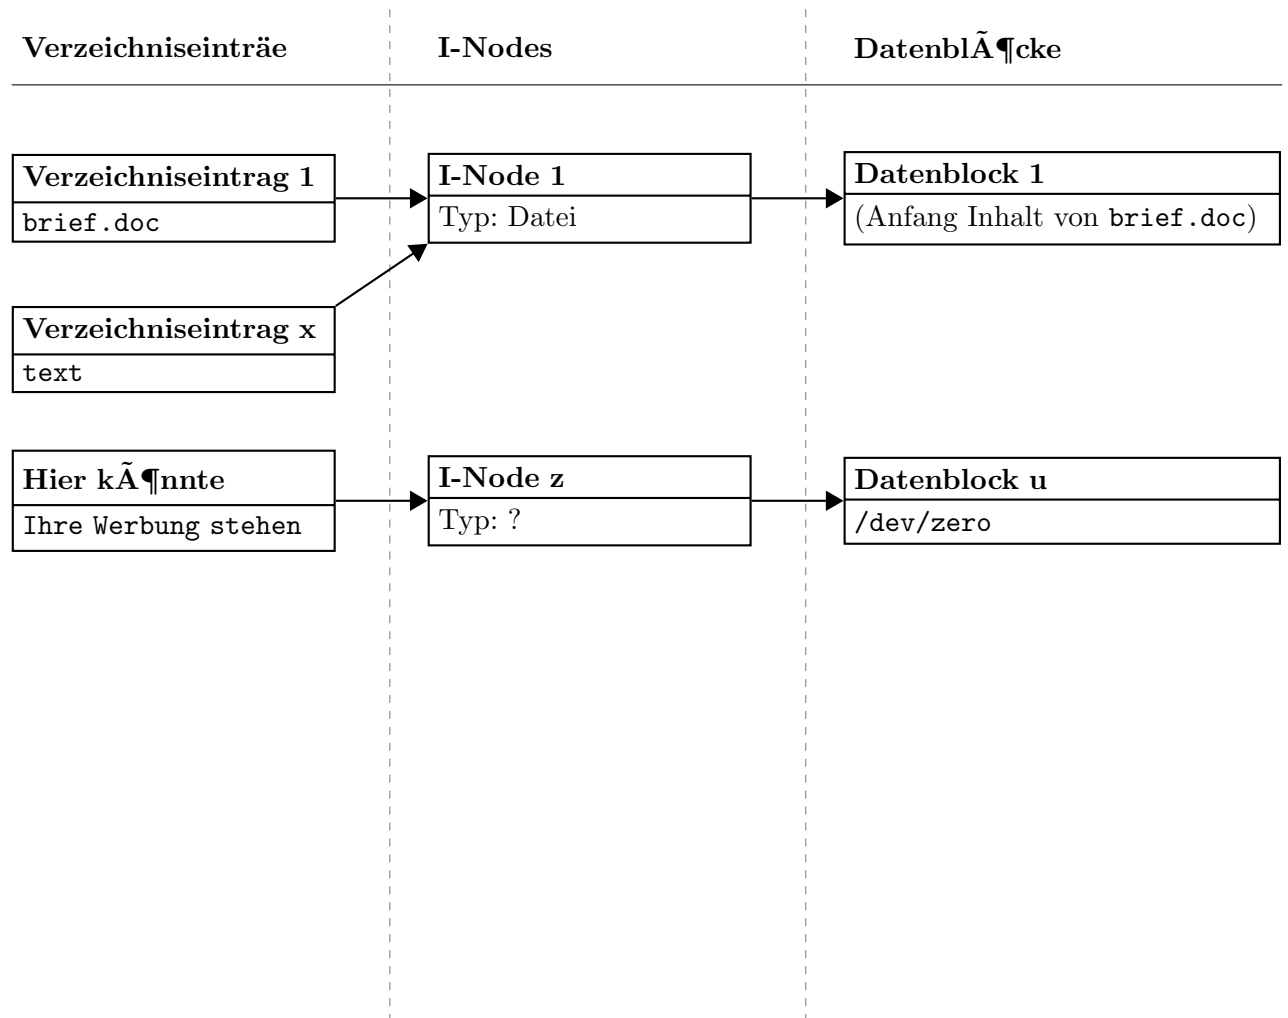 Verzeichniseinträe
I-Nodes
DatenblÃ¶cke
Verzeichniseintrag 1
brief.doc
I-Node 1
Typ: Datei
Datenblock 1
(Anfang Inhalt von brief.doc)
Verzeichniseintrag x
text
Hier kÃ¶nnte
Ihre Werbung stehen
I-Node z
Typ: ?
Datenblock u
/dev/zero